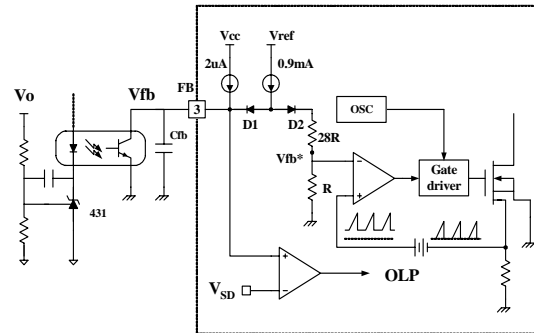 Vcc Vref
2uA 0.9mA
Vo Vfb FB
3
OSC
D1 D2
Cfb
28R
Vfb*
R
Gate
driver
431
OLP
VSD